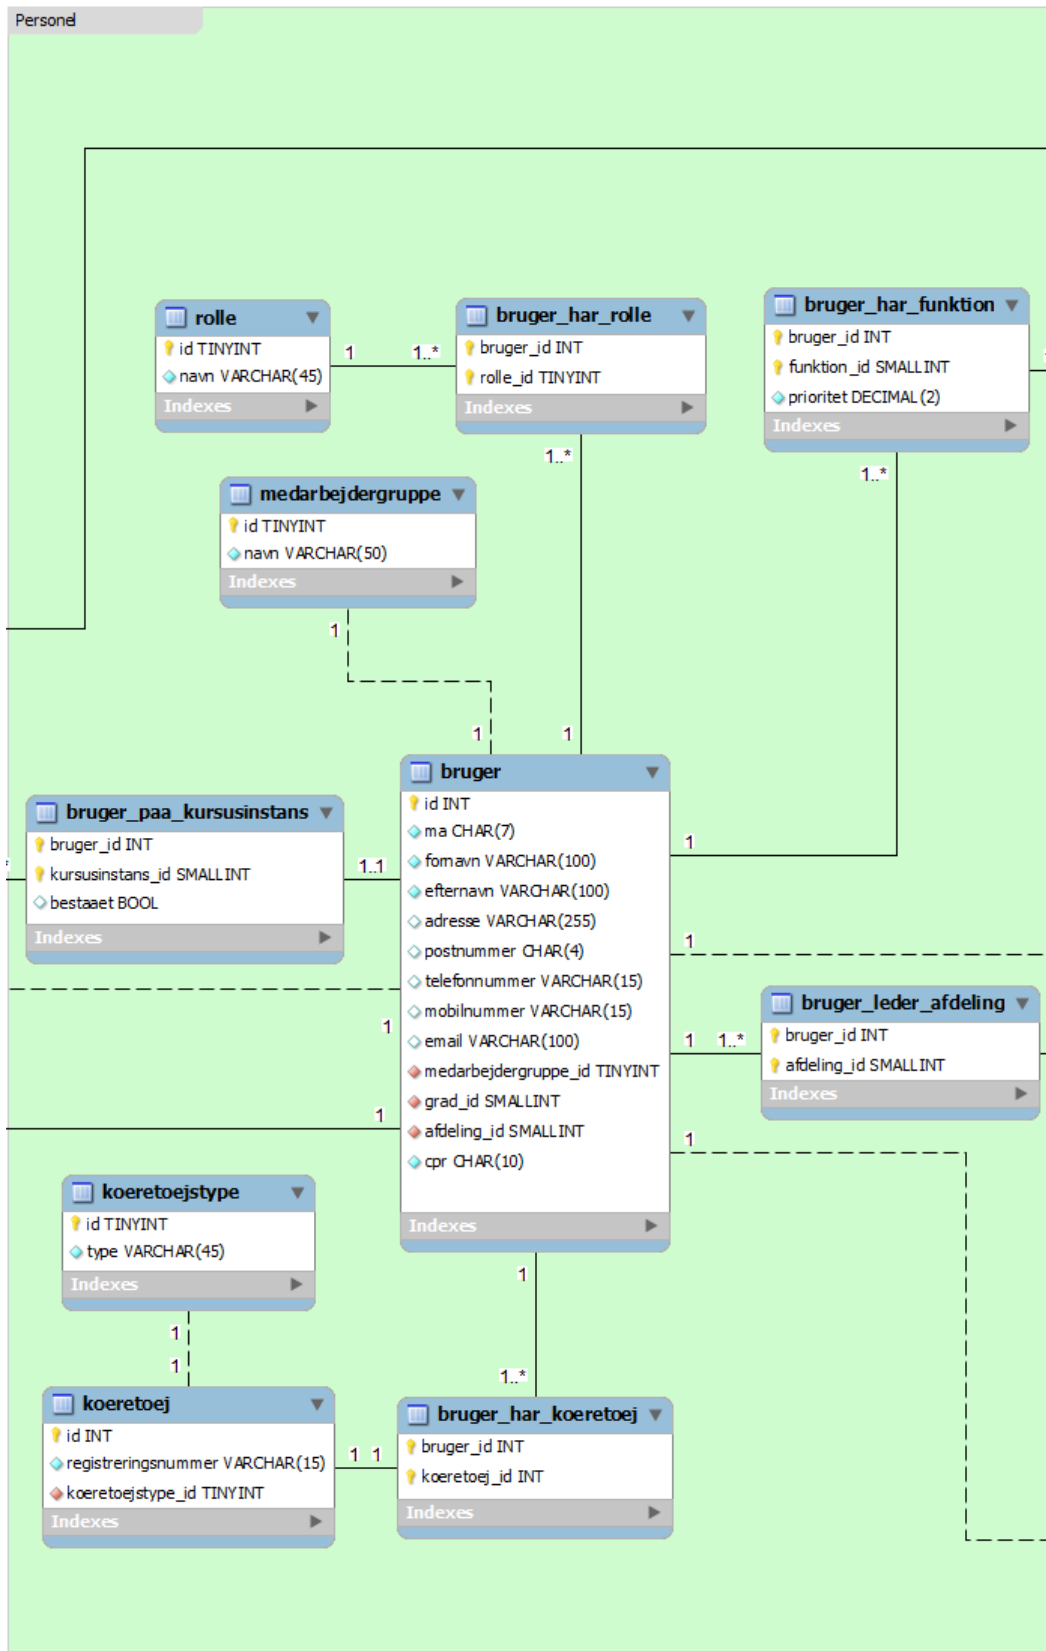 Personel
rolle
id TINYINT
navn VARCHAR(45)
Indexes
1
1..*
bruger_har_rolle
bruger_id INT
rolle_id TINYINT
Indexes
1..*
bruger_har_funktion
bruger_id INT
funktion_id SMALLINT
prioritet DECIMAL(2)
Indexes
1..*
medarbejdergruppe
id TINYINT
navn VARCHAR(50)
Indexes
1
1
1
bruger_paa_kursusinstans
bruger_id INT
kursusinstans_id SMALLINT
bestaaet BOOL
Indexes
1..1
bruger
id INT
ma CHAR(7)
fornavn VARCHAR(100)
efternavn VARCHAR(100)
adresse VARCHAR(255)
postnummer CHAR(4)
telefonnummer VARCHAR(15)
mobilnummer VARCHAR(15)
email VARCHAR(100)
medarbejdergruppe_id TINYINT
grad_id SMALLINT
afdeling_id SMALLINT
cpr CHAR(10)
Indexes
1
1
1
1
1
1..*
1
bruger_leder_afdeling
bruger_id INT
afdeling_id SMALLINT
Indexes
koeretoejstype
id TINYINT
type VARCHAR(45)
Indexes
1
1
1
1..*
koeretoej
id INT
registreringsnummer VARCHAR(15)
koeretoejstype_id TINYINT
Indexes
1 1
bruger_har_koeretoej
bruger_id INT
koeretoej_id INT
Indexes